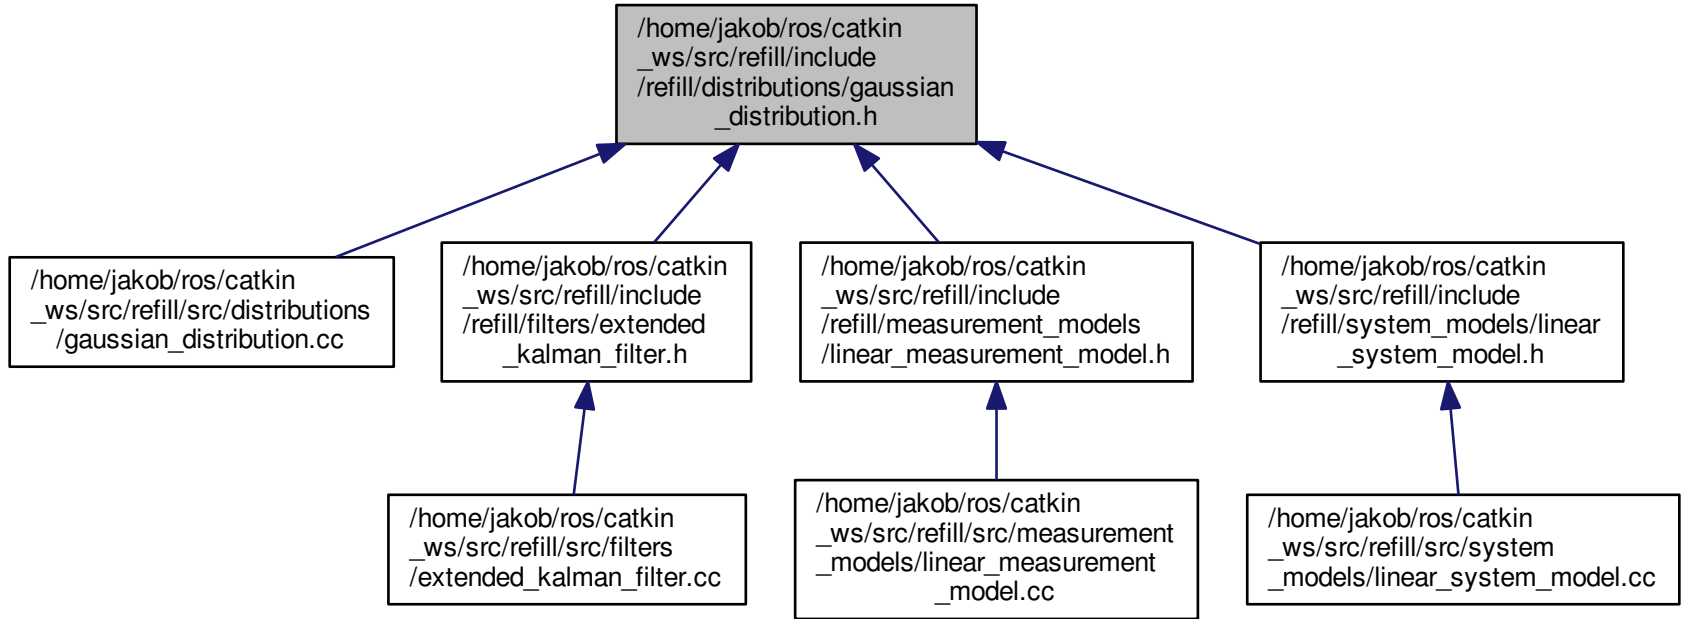 /home/jakob/ros/catkin
_ws/src/refill/include
/refill/distributions/gaussian
_distribution.h
/home/jakob/ros/catkin
_ws/src/refill/src/distributions
/gaussian_distribution.cc
/home/jakob/ros/catkin
_ws/src/refill/include
/refill/filters/extended
_kalman_filter.h
/home/jakob/ros/catkin
_ws/src/refill/include
/refill/measurement_models
/linear_measurement_model.h
/home/jakob/ros/catkin
_ws/src/refill/include
/refill/system_models/linear
_system_model.h
/home/jakob/ros/catkin
_ws/src/refill/src/filters
/extended_kalman_filter.cc
/home/jakob/ros/catkin
_ws/src/refill/src/measurement
_models/linear_measurement
_model.cc
/home/jakob/ros/catkin
_ws/src/refill/src/system
_models/linear_system_model.cc